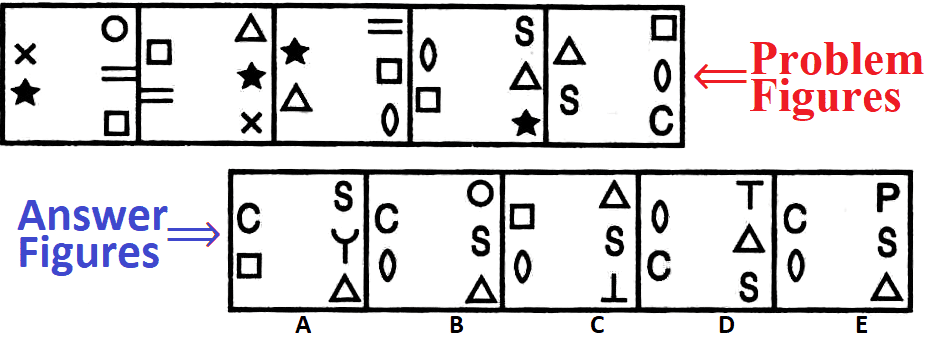 Problem
Figures
Answer
Figures
A B C D E